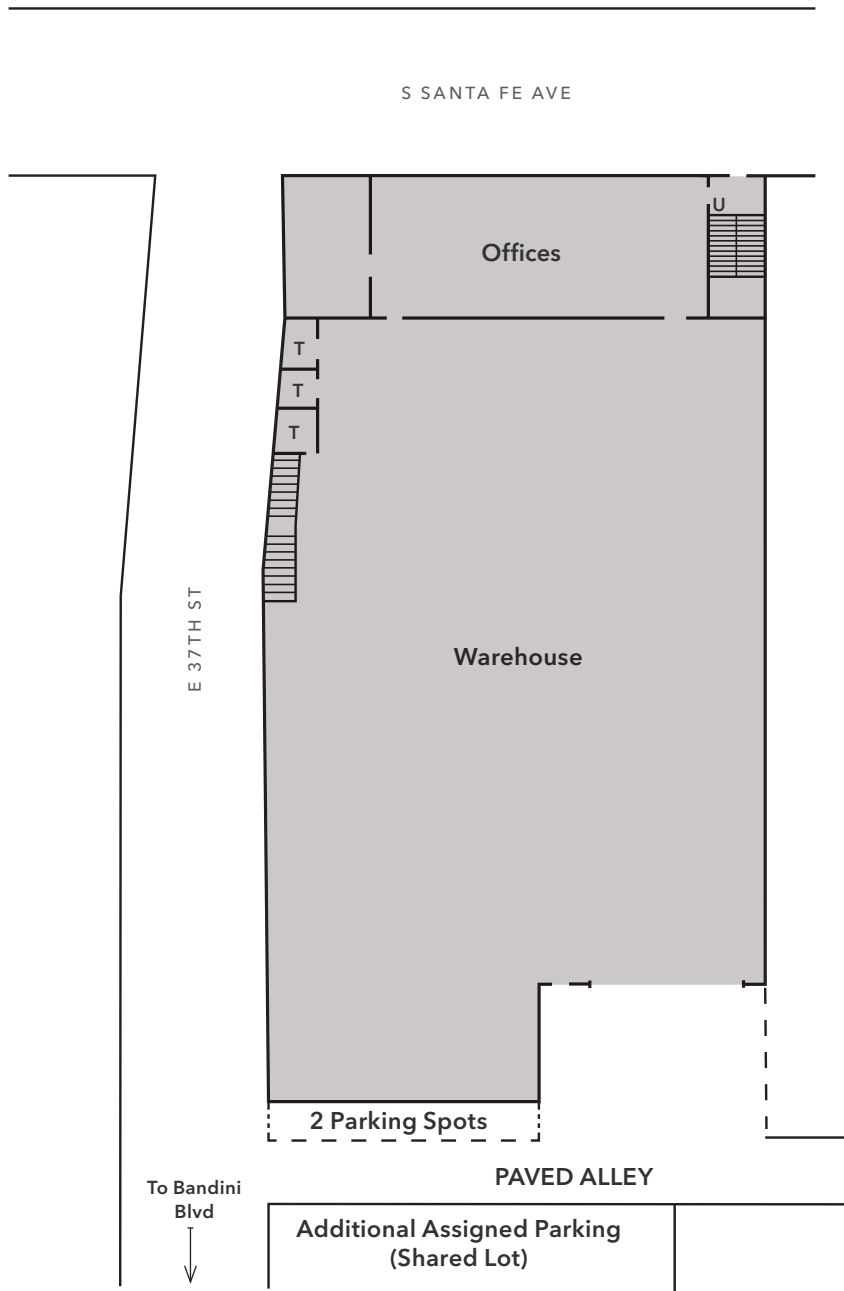 S SANTA FE AVE
U
Offices
T
T
T
E 37TH ST
Warehouse
2 Parking Spots
PAVED ALLEY
To Bandini
Blvd
Additional Assigned Parking
(Shared Lot)